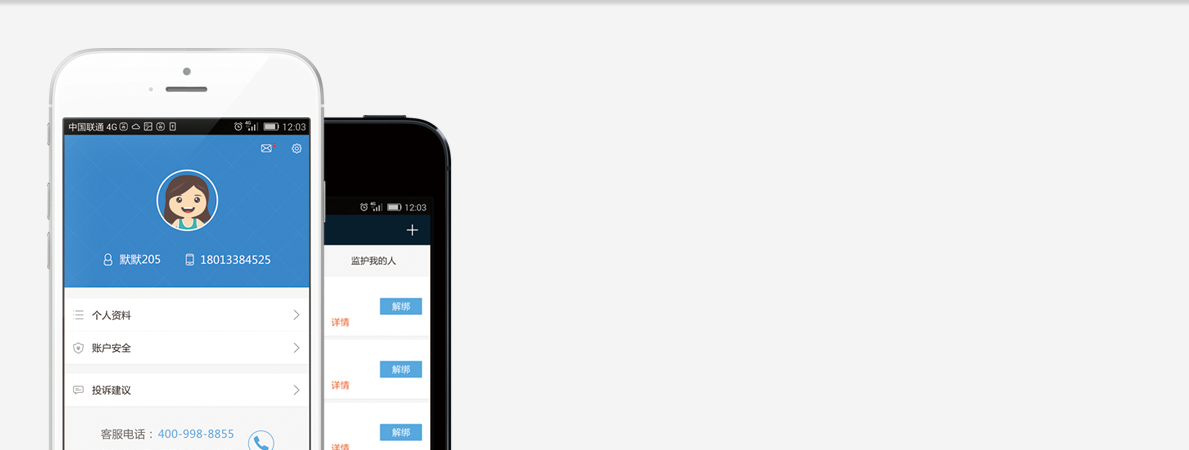 中国联通 4G 12:03
默默205 18013384525
个人资料
账户安全
投诉建议
客服电话：400-998-8855
4G 12:03
监护我的人
解绑
详情
解绑
详情
解绑
详情